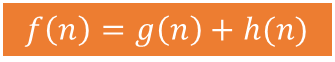 f(n) = g(n) + h(n)